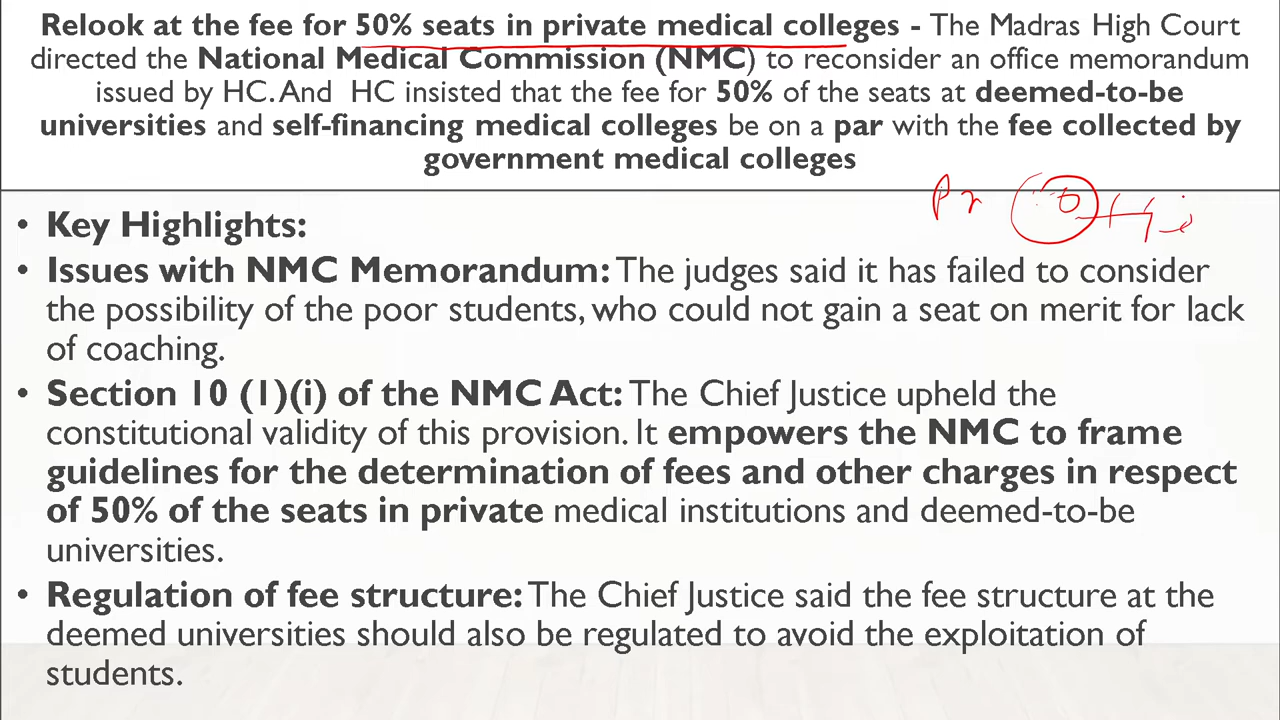 Relook at the fee for 50% seats in private medical colleges - The Madras High Court
directed the National Medical Commission (NMC) to reconsider an office memorandum
issued by HC. And HC insisted that the fee for 50% of the seats at deemed-to-be
universities and self-financing medical colleges be on a par with the fee collected by
government medical colleges
• Key Highlights:
• Issues with NMC Memorandum: The judges said it has failed to consider
the possibility of the poor students, who could not gain a seat on merit for lack
of coaching.
• Section 10 (1)(i) of the NMC Act: The Chief Justice upheld the
constitutional validity of this provision. It empowers the NMC to frame
guidelines for the determination of fees and other charges in respect
of 50% of the seats in private medical institutions and deemed-to-be
universities.
• Regulation of fee structure: The Chief Justice said the fee structure at the
deemed universities should also be regulated to avoid the exploitation of
students.